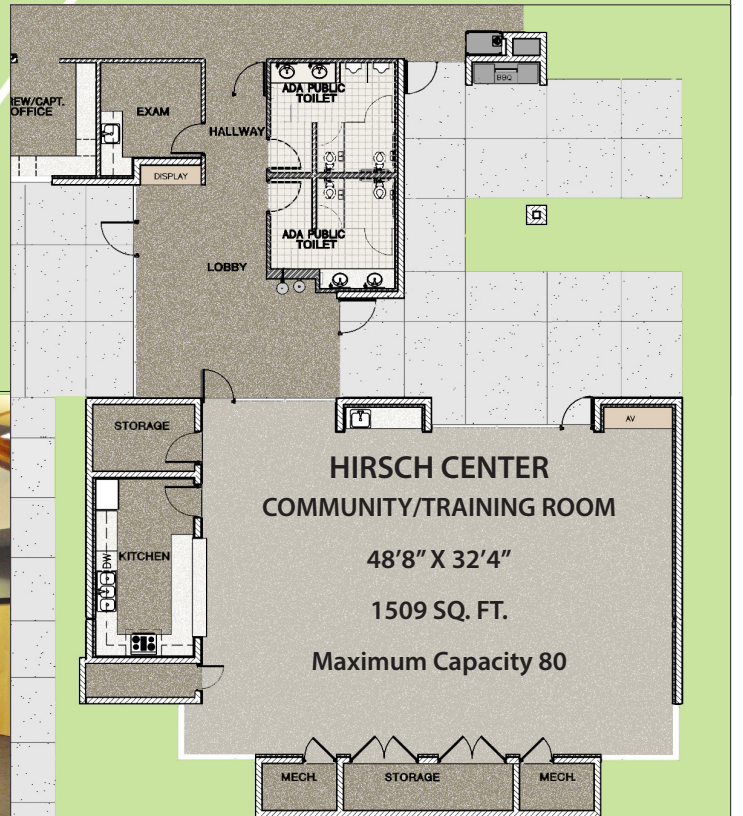 BBQ
ADA PUBLIC
TOILET
EW/CAPT.
OFFICE
EXAM
HALLWAY
DISPLAY
ADA PUBLIC
TOILET
LOBBY
STORAGE
AV
HIRSCH CENTER
COMMUNITY/TRAINING ROOM
48'8" X 32'4"
1509 SQ. FT.
Maximum Capacity 80
DW
KITCHEN
MECH.
STORAGE
MECH.